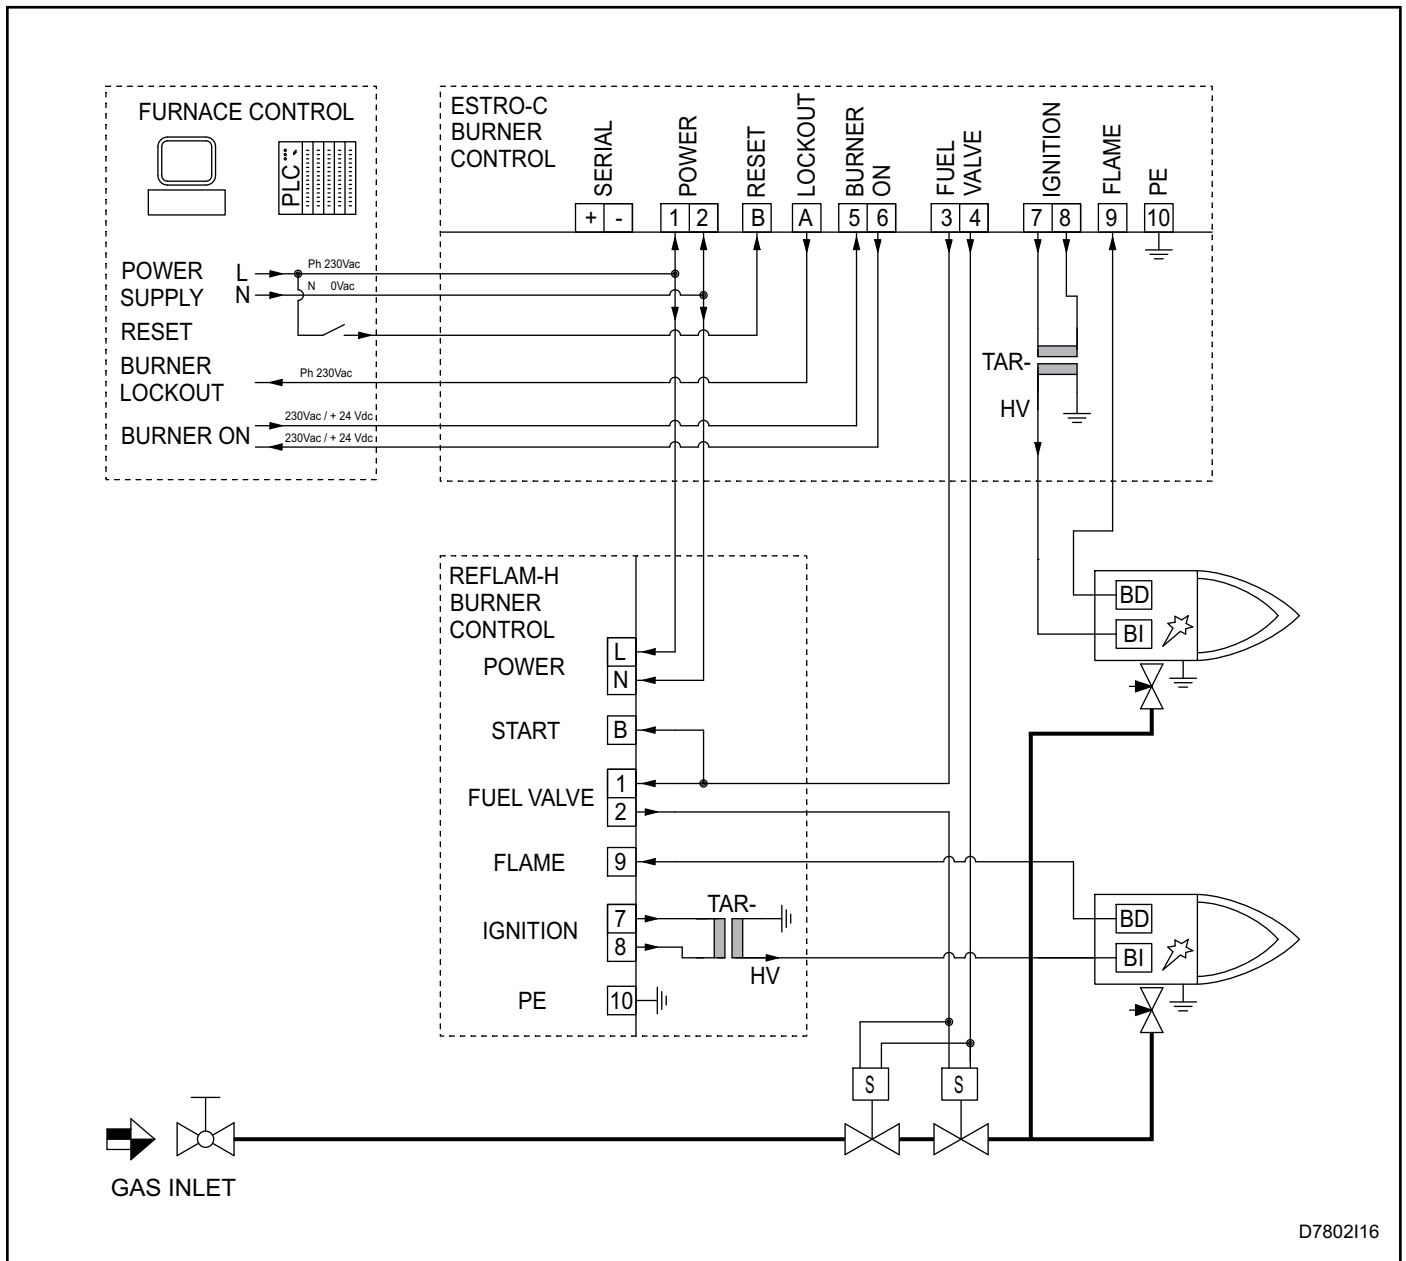 FURNACE CONTROL
PLC
POWER
SUPPLY
L
N
Ph 230Vac
N 0Vac
RESET
BURNER
LOCKOUT
Ph 230Vac
BURNER ON
230Vac / + 24 Vdc
230Vac / + 24 Vdc
ESTRO-C
BURNER
CONTROL
SERIAL
POWER
RESET
LOCKOUT
BURNER
ON
FUEL
VALVE
IGNITION
FLAME
PE
+ - 1 2 B A 5 6 3 4 7 8 9 10
TAR-
HV
BD
BI
REFLAM-H
BURNER
CONTROL
POWER
L
N
START
B
FUEL VALVE
1
2
FLAME
9
IGNITION
7
8
TAR-
HV
PE
10
BD
BI
S
S
GAS INLET
D7802I16